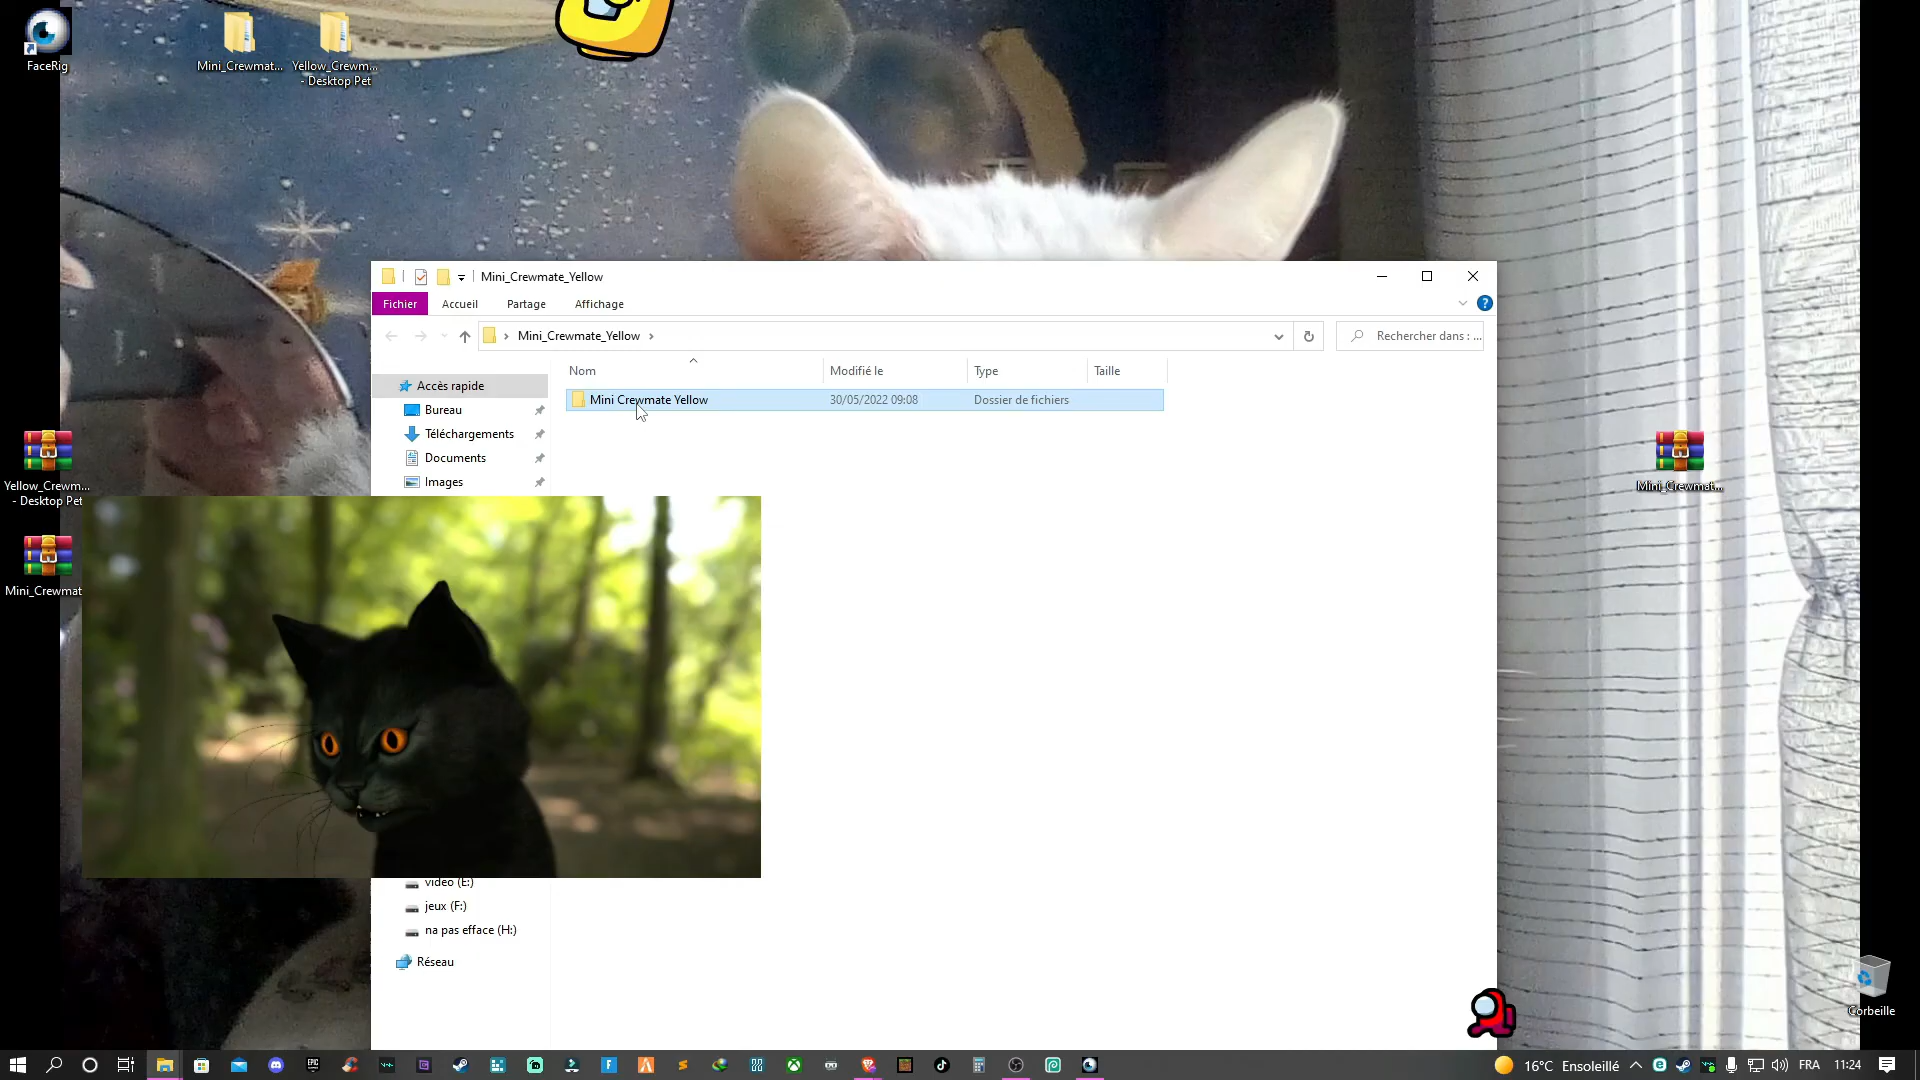 FaceRig
Mini_Crewmat...
Yellow_Crewm...
- Desktop Pet
Mini_Crewmate_Yellow
Fichier
Accueil
Partage
Affichage
Mini_Crewmate_Yellow
Rechercher dans : ...
Nom
Modifié le
Type
Taille
Accès rapide
Mini Crewmate Yellow
30/05/2022 09:08
Dossier de fichiers
Bureau
Téléchargements
Documents
Images
Yellow_Crewm...
- Desktop Pet
Mini_Crewmat
Mini_Crewmat...
video (E:)
jeux (F:)
na pas efface (H:)
Réseau
Corbeille
EPIC
16°C Ensoleillé
FRA
11:24